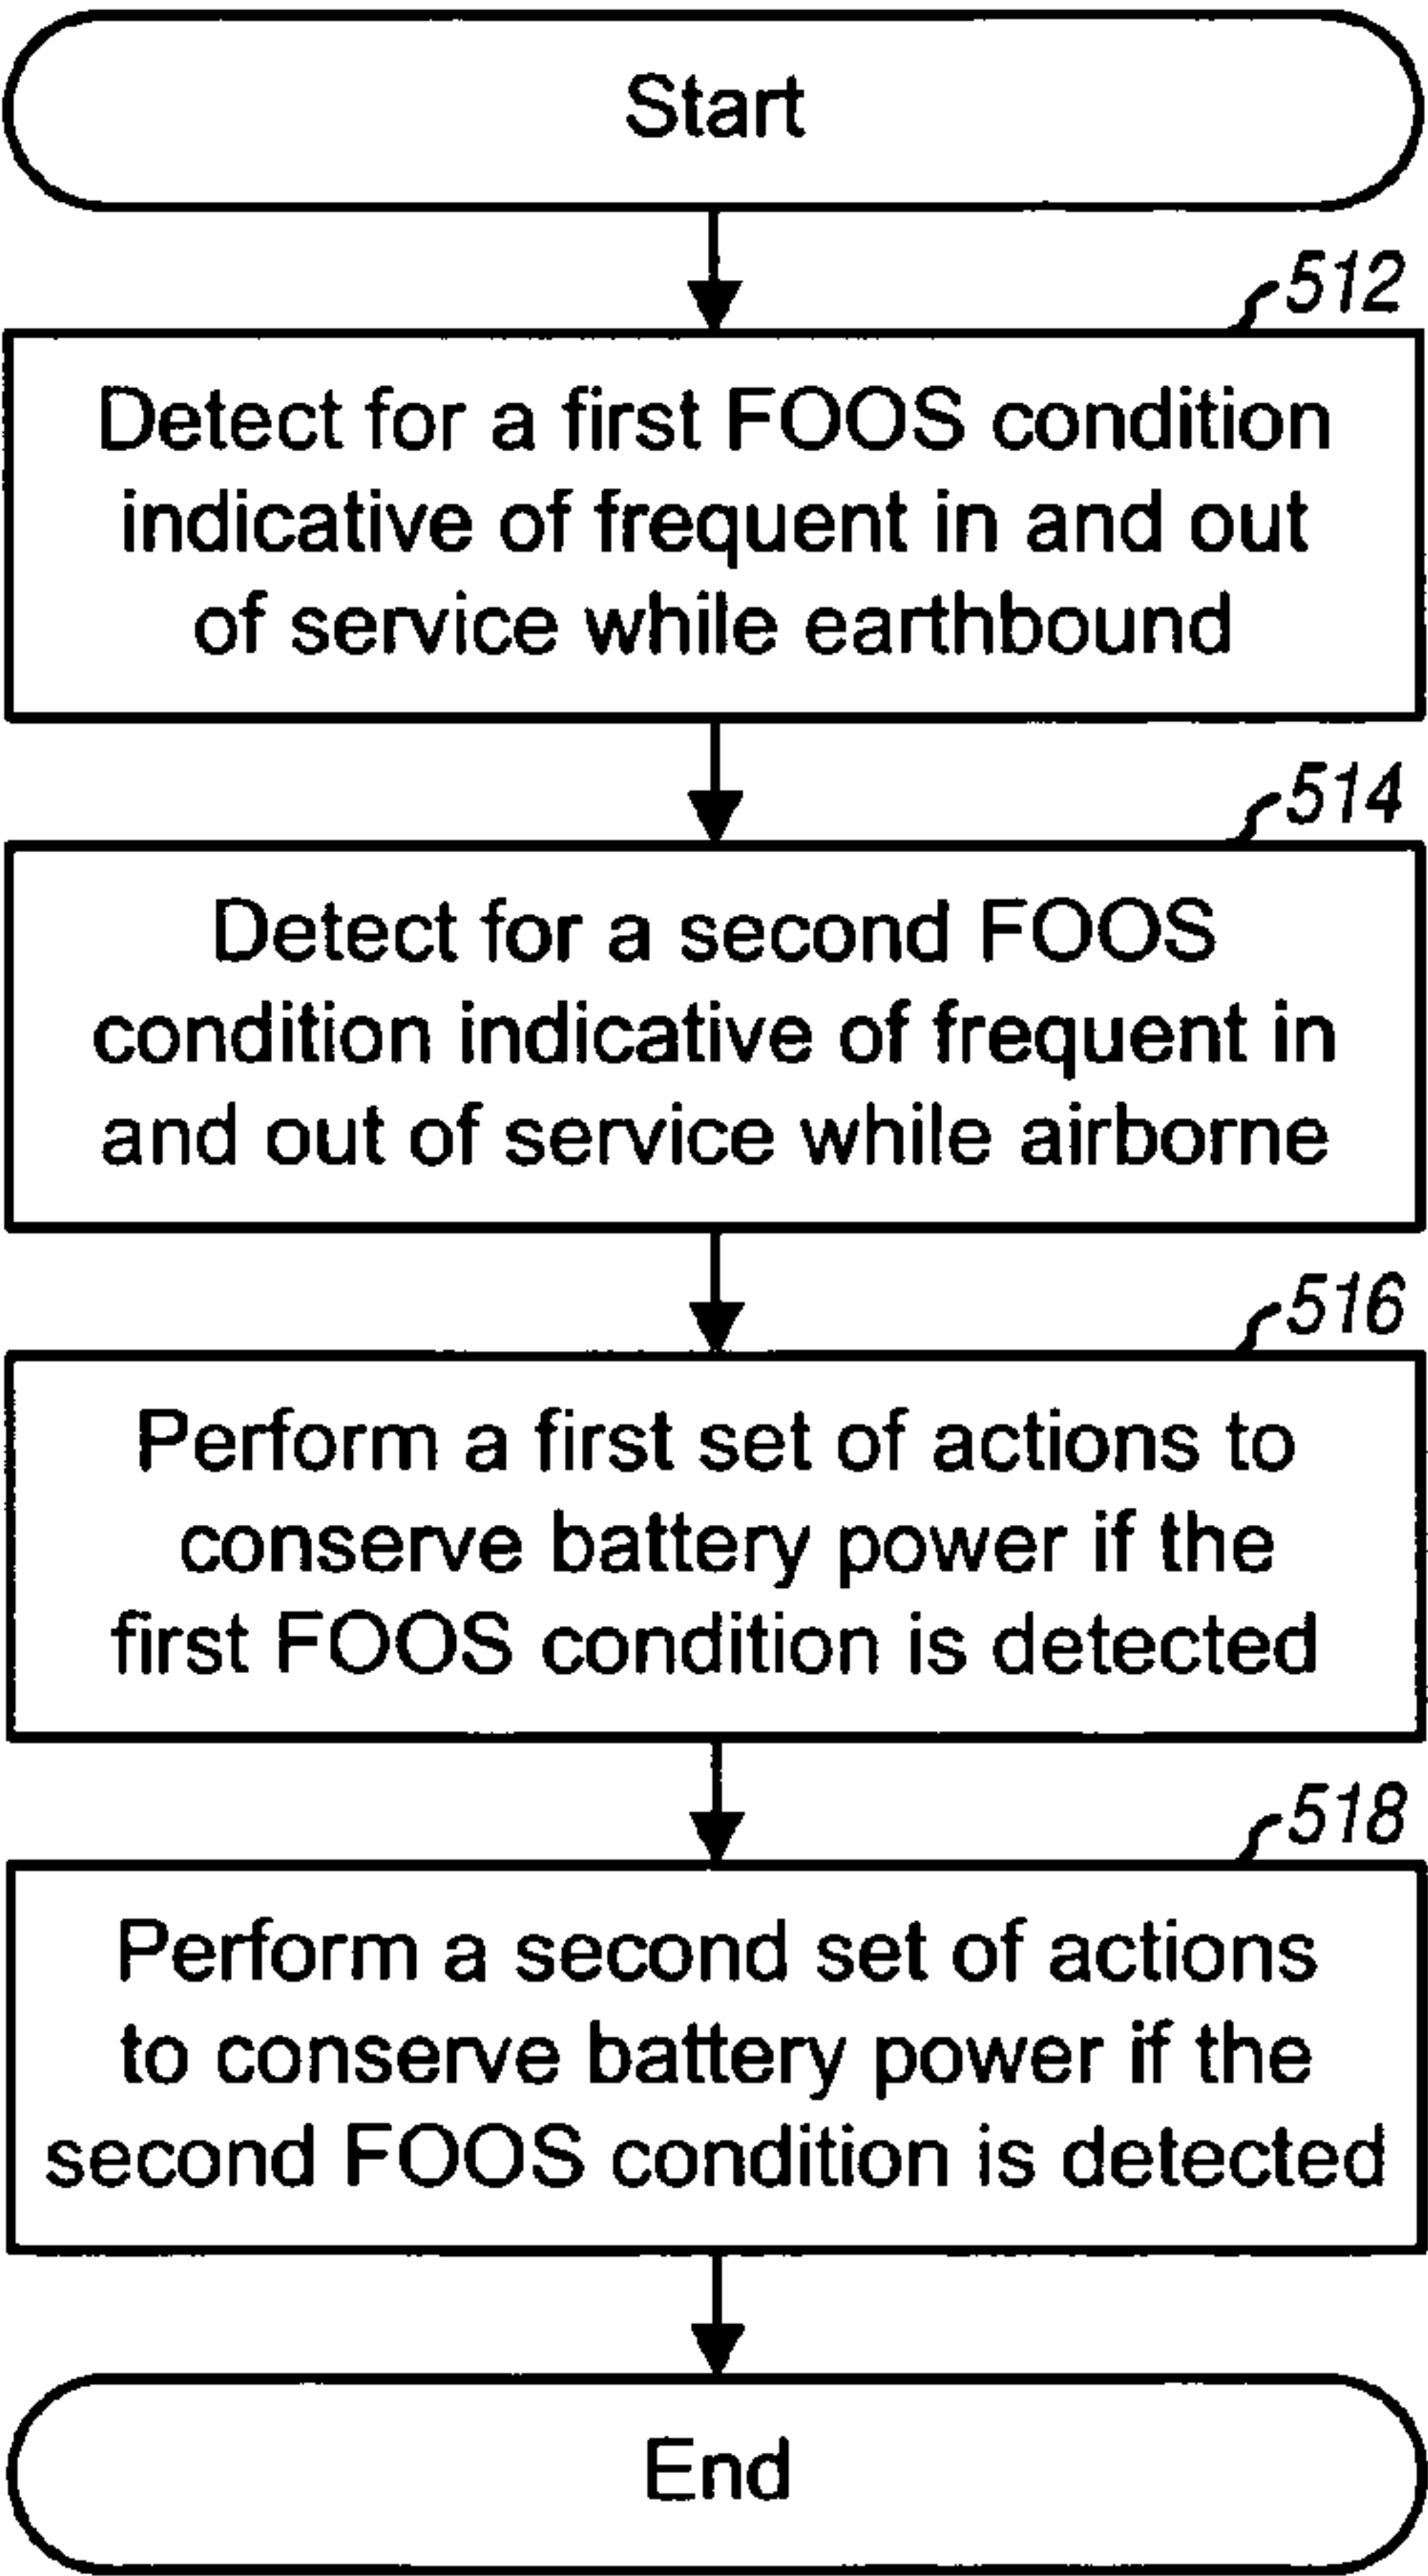 Start
512
Detect for a first FOOS condition
indicative of frequent in and out
of service while earthbound
514
Detect for a second FOOS
condition indicative of frequent in
and out of service while airborne
516
Perform a first set of actions to
conserve battery power if the
first FOOS condition is detected
518
Perform a second set of actions
to conserve battery power if the
second FOOS condition is detected
End